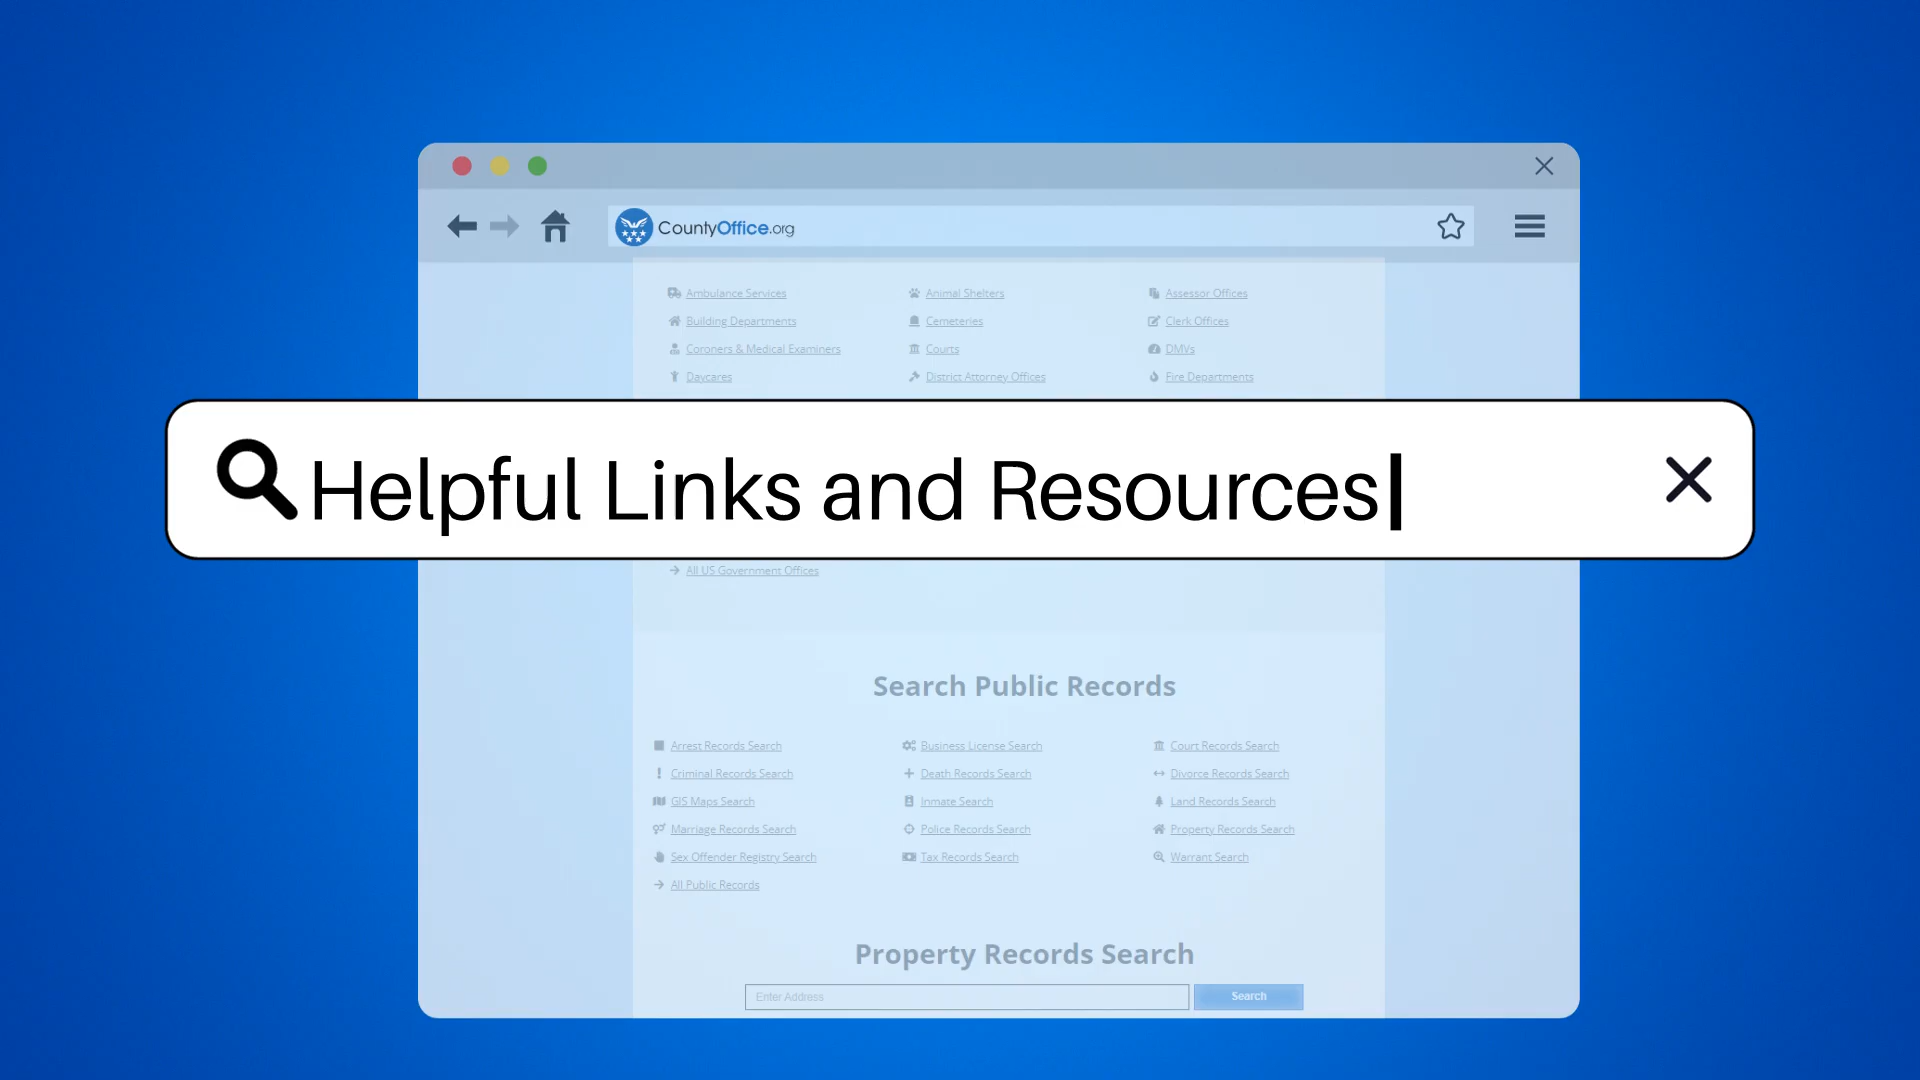 CountyOffice.org
Ambulance Services Animal Shelters Assessor Offices
Building Departments Cemeteries Clerk Offices
Coroners & Medical Examiners Courts DMVs
Daycares District Attorney Offices Fire Departments
Helpful Links and Resources
All US Government Offices
Search Public Records
Arrest Records Search Business License Search Court Records Search
Criminal Records Search Death Records Search Divorce Records Search
GIS Maps Search Inmate Search Land Records Search
Marriage Records Search Police Records Search Property Records Search
Sex Offender Registry Search Tax Records Search Warrant Search
All Public Records
Property Records Search
Enter Address Search